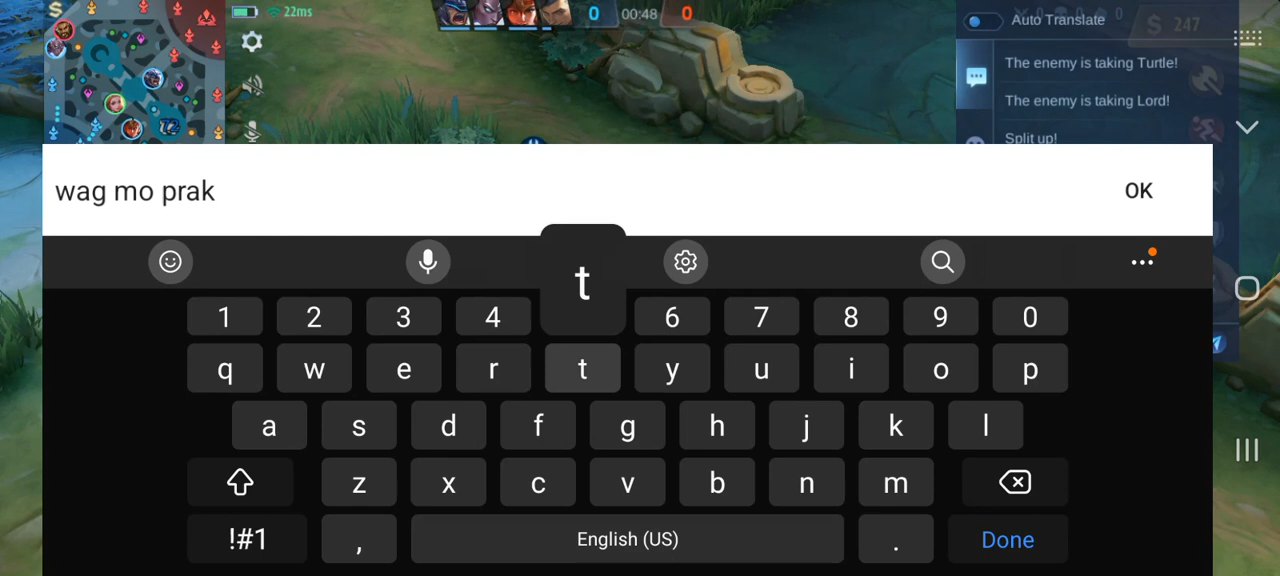 $
22ms
0 00:48 0
Auto Translate
$ 247
The enemy is taking Turtle!
The enemy is taking Lord!
Split up!
wag mo prak
OK
t
1 2 3 4 6 7 8 9 0
q w e r t y u i o p
a s d f g h j k l
z x c v b n m
!#1 , English (US) . Done